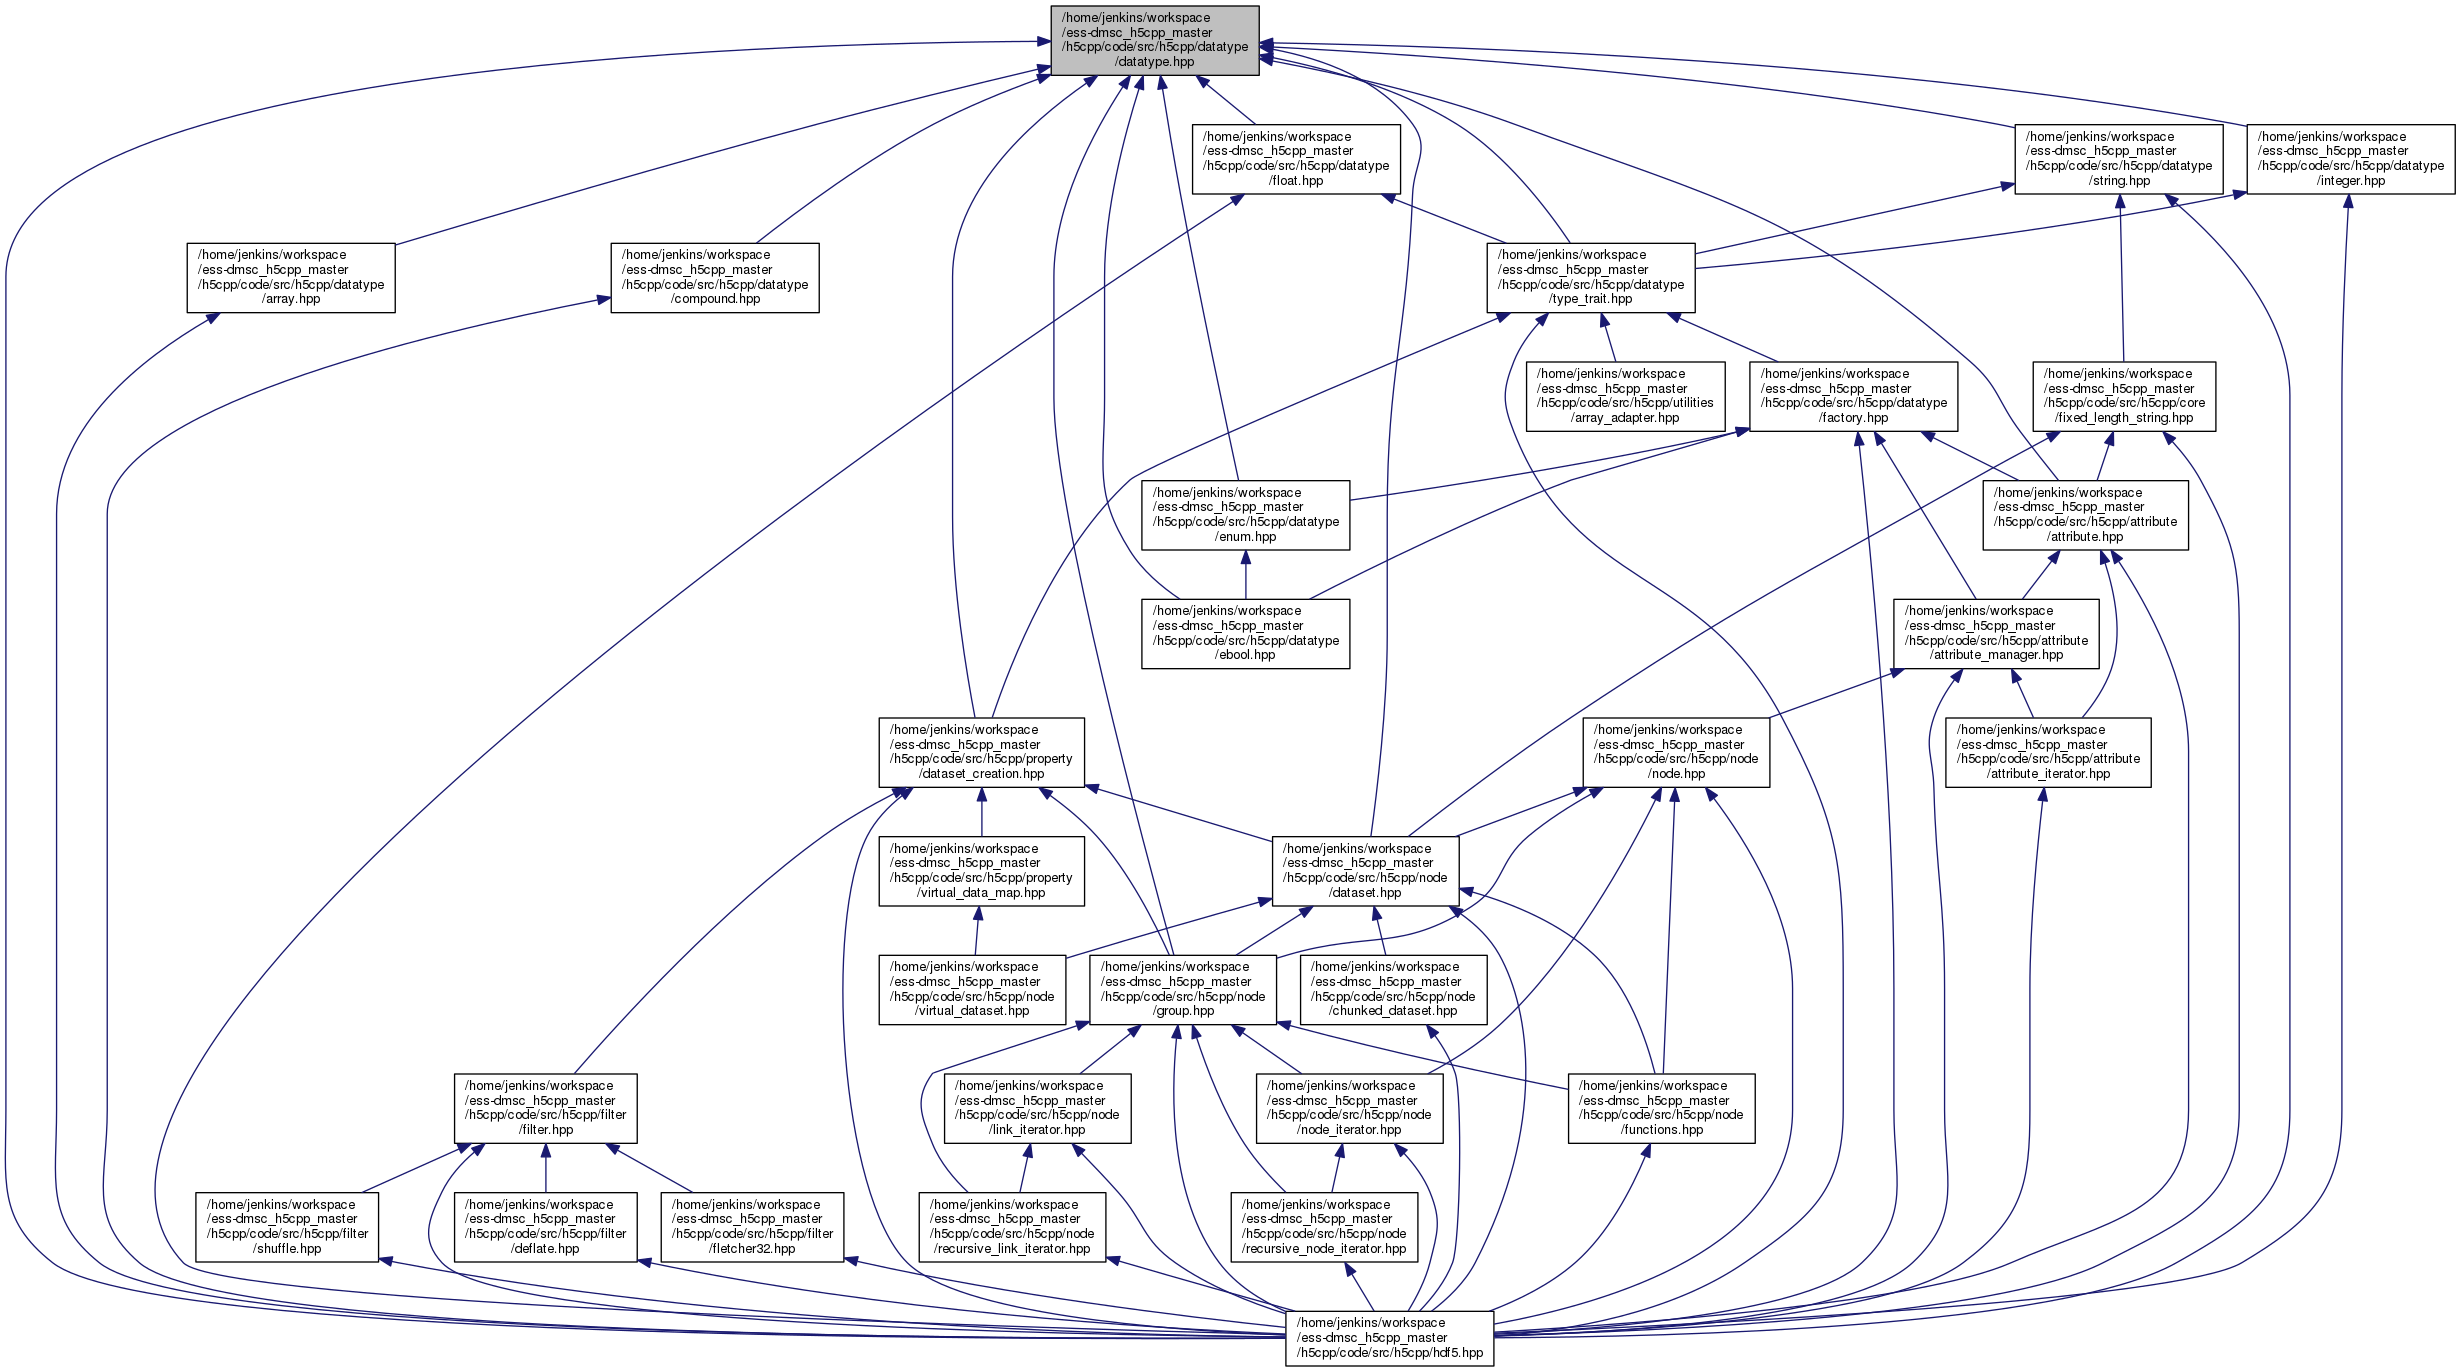 /home/jenkins/workspace
/ess-dmsc_h5cpp_master
/h5cpp/code/src/h5cpp/datatype
/datatype.hpp
/home/jenkins/workspace
/ess-dmsc_h5cpp_master
/h5cpp/code/src/h5cpp/datatype
/float.hpp
/home/jenkins/workspace
/ess-dmsc_h5cpp_master
/h5cpp/code/src/h5cpp/datatype
/string.hpp
/home/jenkins/workspace
/ess-dmsc_h5cpp_master
/h5cpp/code/src/h5cpp/datatype
/integer.hpp
/home/jenkins/workspace
/ess-dmsc_h5cpp_master
/h5cpp/code/src/h5cpp/datatype
/array.hpp
/home/jenkins/workspace
/ess-dmsc_h5cpp_master
/h5cpp/code/src/h5cpp/datatype
/compound.hpp
/home/jenkins/workspace
/ess-dmsc_h5cpp_master
/h5cpp/code/src/h5cpp/datatype
/type_trait.hpp
/home/jenkins/workspace
/ess-dmsc_h5cpp_master
/h5cpp/code/src/h5cpp/utilities
/array_adapter.hpp
/home/jenkins/workspace
/ess-dmsc_h5cpp_master
/h5cpp/code/src/h5cpp/datatype
/factory.hpp
/home/jenkins/workspace
/ess-dmsc_h5cpp_master
/h5cpp/code/src/h5cpp/core
/fixed_length_string.hpp
/home/jenkins/workspace
/ess-dmsc_h5cpp_master
/h5cpp/code/src/h5cpp/datatype
/enum.hpp
/home/jenkins/workspace
/ess-dmsc_h5cpp_master
/h5cpp/code/src/h5cpp/attribute
/attribute.hpp
/home/jenkins/workspace
/ess-dmsc_h5cpp_master
/h5cpp/code/src/h5cpp/datatype
/ebool.hpp
/home/jenkins/workspace
/ess-dmsc_h5cpp_master
/h5cpp/code/src/h5cpp/attribute
/attribute_manager.hpp
/home/jenkins/workspace
/ess-dmsc_h5cpp_master
/h5cpp/code/src/h5cpp/property
/dataset_creation.hpp
/home/jenkins/workspace
/ess-dmsc_h5cpp_master
/h5cpp/code/src/h5cpp/node
/node.hpp
/home/jenkins/workspace
/ess-dmsc_h5cpp_master
/h5cpp/code/src/h5cpp/attribute
/attribute_iterator.hpp
/home/jenkins/workspace
/ess-dmsc_h5cpp_master
/h5cpp/code/src/h5cpp/property
/virtual_data_map.hpp
/home/jenkins/workspace
/ess-dmsc_h5cpp_master
/h5cpp/code/src/h5cpp/node
/dataset.hpp
/home/jenkins/workspace
/ess-dmsc_h5cpp_master
/h5cpp/code/src/h5cpp/node
/virtual_dataset.hpp
/home/jenkins/workspace
/ess-dmsc_h5cpp_master
/h5cpp/code/src/h5cpp/node
/group.hpp
/home/jenkins/workspace
/ess-dmsc_h5cpp_master
/h5cpp/code/src/h5cpp/node
/chunked_dataset.hpp
/home/jenkins/workspace
/ess-dmsc_h5cpp_master
/h5cpp/code/src/h5cpp/filter
/filter.hpp
/home/jenkins/workspace
/ess-dmsc_h5cpp_master
/h5cpp/code/src/h5cpp/node
/link_iterator.hpp
/home/jenkins/workspace
/ess-dmsc_h5cpp_master
/h5cpp/code/src/h5cpp/node
/node_iterator.hpp
/home/jenkins/workspace
/ess-dmsc_h5cpp_master
/h5cpp/code/src/h5cpp/node
/functions.hpp
/home/jenkins/workspace
/ess-dmsc_h5cpp_master
/h5cpp/code/src/h5cpp/filter
/shuffle.hpp
/home/jenkins/workspace
/ess-dmsc_h5cpp_master
/h5cpp/code/src/h5cpp/filter
/deflate.hpp
/home/jenkins/workspace
/ess-dmsc_h5cpp_master
/h5cpp/code/src/h5cpp/filter
/fletcher32.hpp
/home/jenkins/workspace
/ess-dmsc_h5cpp_master
/h5cpp/code/src/h5cpp/node
/recursive_link_iterator.hpp
/home/jenkins/workspace
/ess-dmsc_h5cpp_master
/h5cpp/code/src/h5cpp/node
/recursive_node_iterator.hpp
/home/jenkins/workspace
/ess-dmsc_h5cpp_master
/h5cpp/code/src/h5cpp/hdf5.hpp